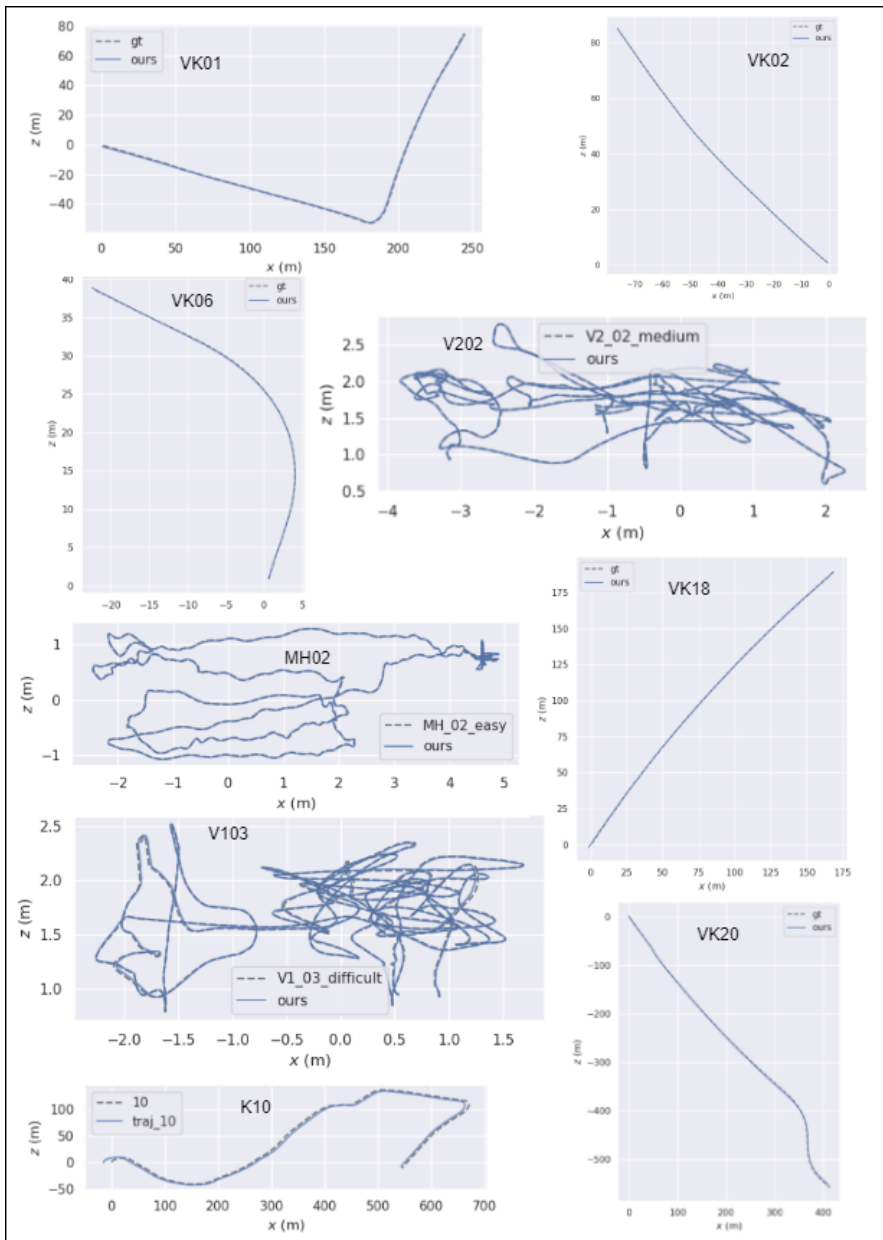 80
60
40
20
0
−20
−40
z (m)
gt
ours
VK01
0 50 100 150 200 250
x (m)
80
60
40
20
0
z (m)
gt
ours
VK02
−70 −60 −50 −40 −30 −20 −10 0
x (m)
40
35
30
25
20
15
10
5
0
z (m)
VK06
gt
ours
−20 −15 −10 −5 0 5
2.5
2.0
1.5
1.0
0.5
z (m)
V202
V2_02_medium
ours
−4 −3 −2 −1 0 1 2
x (m)
1
0
−1
z (m)
MH02
MH_02_easy
ours
−2 −1 0 1 2 3 4 5
x (m)
175
150
125
100
75
50
25
0
z (m)
gt
ours
VK18
0 25 50 75 100 125 150 175
x (m)
2.5
2.0
1.5
1.0
z (m)
V103
V1_03_difficult
ours
−2.0 −1.5 −1.0 −0.5 0.0 0.5 1.0 1.5
x (m)
0
−100
−200
−300
−400
−500
z (m)
VK20
gt
ours
0 100 200 300 400
x (m)
100
50
0
−50
z (m)
10
traj_10
K10
0 100 200 300 400 500 600 700
x (m)